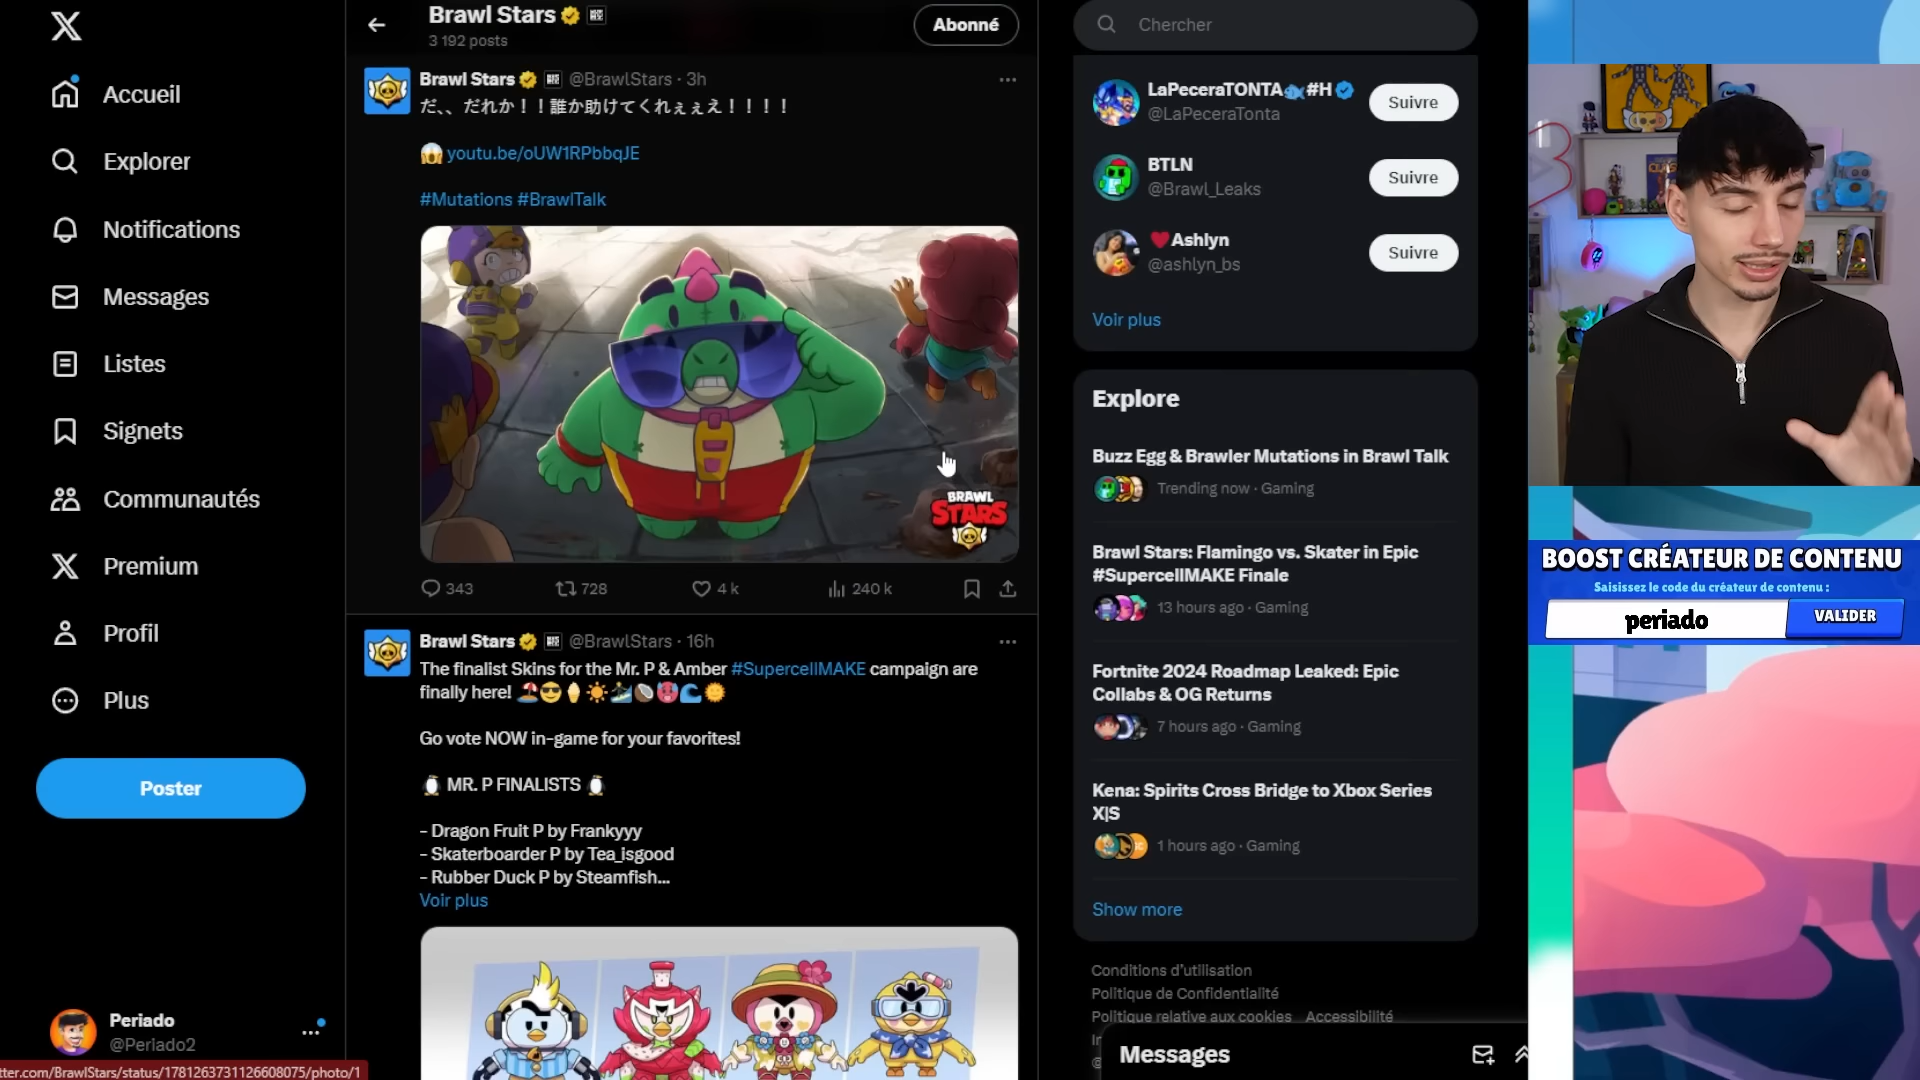 Accueil
Explorer
Notifications
Messages
Listes
Signets
Communautés
Premium
Profil
Plus
Poster
Periado
@Periado2
tter.com/BrawlStars/status/1781263731126608075/photo/1
Brawl Stars
3 192 posts
Abonné
Brawl Stars @BrawlStars · 3h
だ、、だれか！！誰か助けてくれぇぇえ！！！！
😱 youtu.be/oUW1RPbbqJE
#Mutations #BrawlTalk
BRAWL
STARS
343 728 4 k 240 k
Brawl Stars @BrawlStars · 16h
The finalist Skins for the Mr. P & Amber #SupercellMAKE campaign are
finally here! 🏖️😎🍦☀️🏄🥥🥵🌊🌞
Go vote NOW in-game for your favorites!
🐧 MR. P FINALISTS 🐧
- Dragon Fruit P by Frankyyy
- Skaterboarder P by Tea_isgood
- Rubber Duck P by Steamfish...
Voir plus
Chercher
LaPeceraTONTA🐟#H
@LaPeceraTonta
Suivre
BTLN
@Brawl_Leaks
Suivre
❤️Ashlyn
@ashlyn_bs
Suivre
Voir plus
Explore
Buzz Egg & Brawler Mutations in Brawl Talk
Trending now · Gaming
Brawl Stars: Flamingo vs. Skater in Epic
#SupercellMAKE Finale
13 hours ago · Gaming
Fortnite 2024 Roadmap Leaked: Epic
Collabs & OG Returns
7 hours ago · Gaming
Kena: Spirits Cross Bridge to Xbox Series
X|S
1 hours ago · Gaming
Show more
Conditions d'utilisation
Politique de Confidentialité
Politique relative aux cookies Accessibilité
Messages
BOOST CRÉATEUR DE CONTENU
Saisissez le code du créateur de contenu :
periado
VALIDER